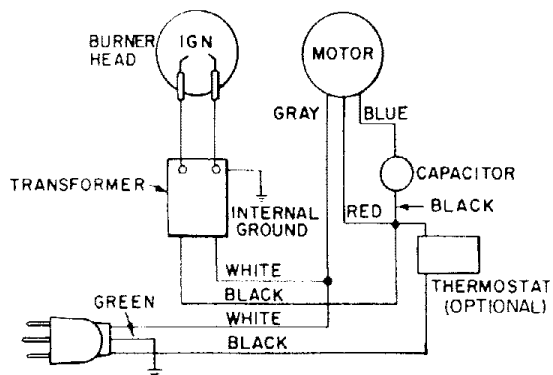 BURNER
HEAD
IGN
MOTOR
GRAY
BLUE
TRANSFORMER
INTERNAL
GROUND
CAPACITOR
RED
BLACK
WHITE
BLACK
THERMOSTAT
(OPTIONAL)
GREEN
WHITE
BLACK